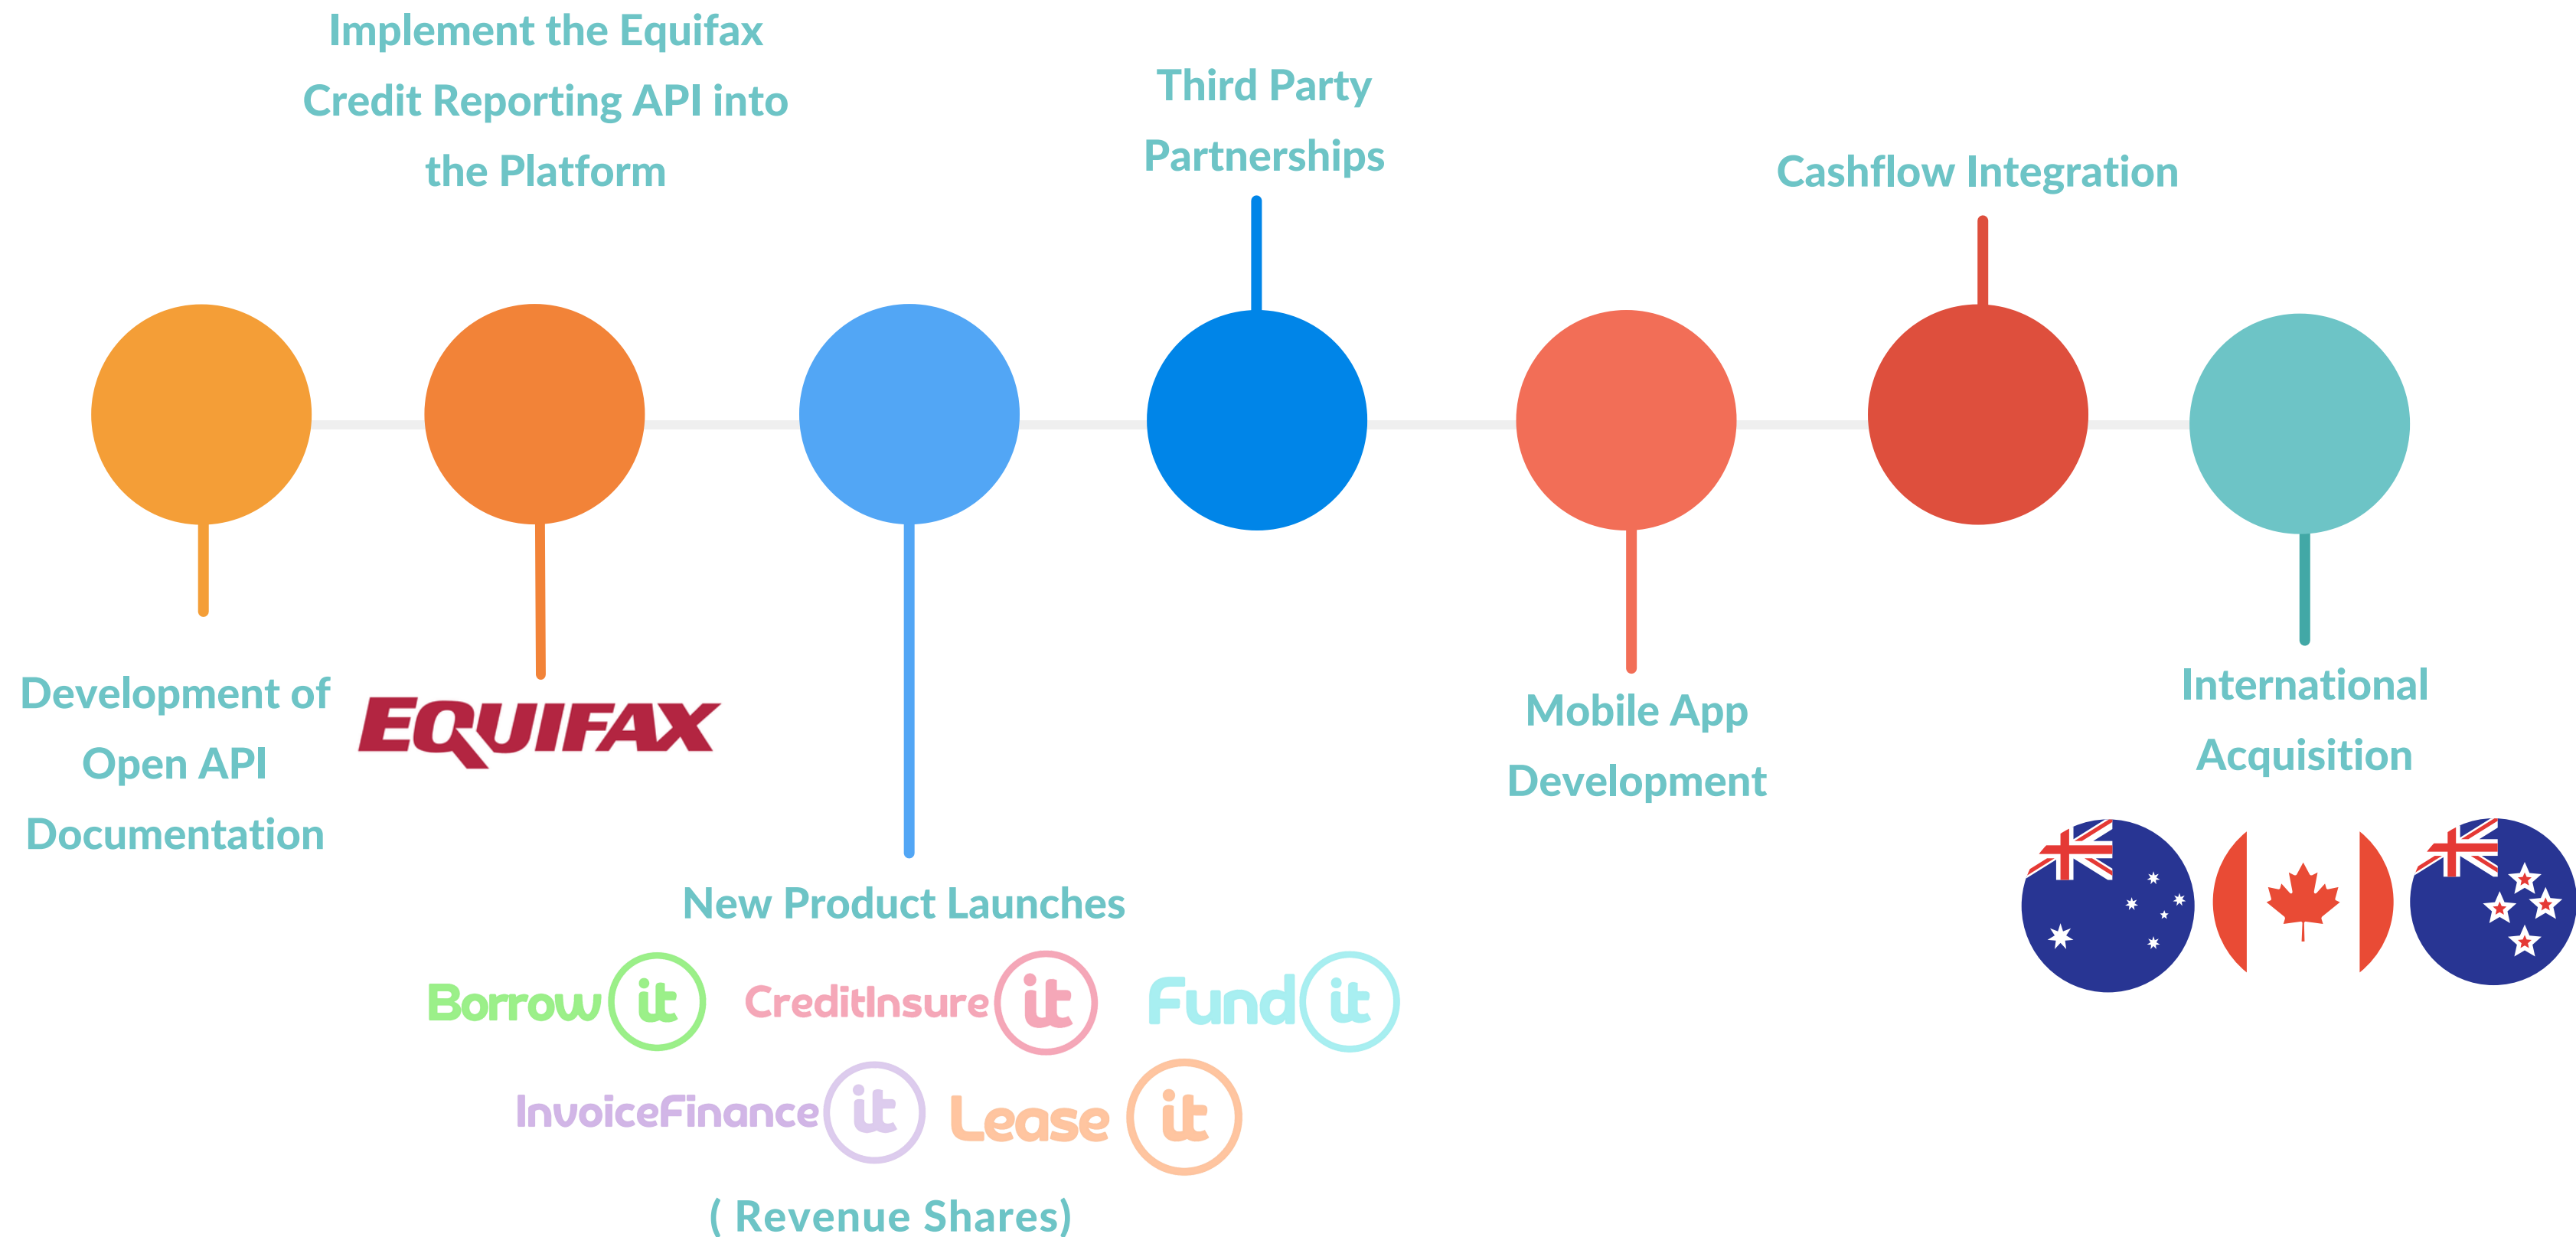 Implement the Equifax
Credit Reporting API into
the Platform
Third Party
Partnerships
Cashflow Integration
Development of
Open API
Documentation
EQUIFAX
New Product Launches
Borrow it
CreditInsure it
Fund it
InvoiceFinance it
Lease it
( Revenue Shares)
Mobile App
Development
International
Acquisition